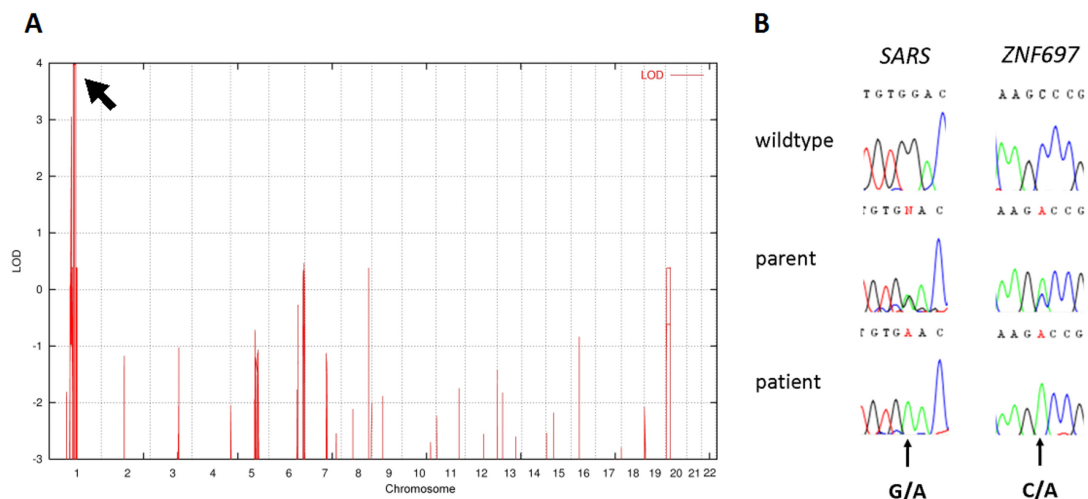 A
B
SARS
ZNF697
LOD
4
3
2
1
0
-1
-2
-3
LOD
1 2 3 4 5 6 7 8 9 10 11 12 13 14 15 16 17 18 19 20 21 22
Chromosome
TGTGGAC
AAGCCCG
wildtype
TGTGNAC
AAGACCG
parent
TGTGAAC
AAGACCG
patient
G/A
C/A